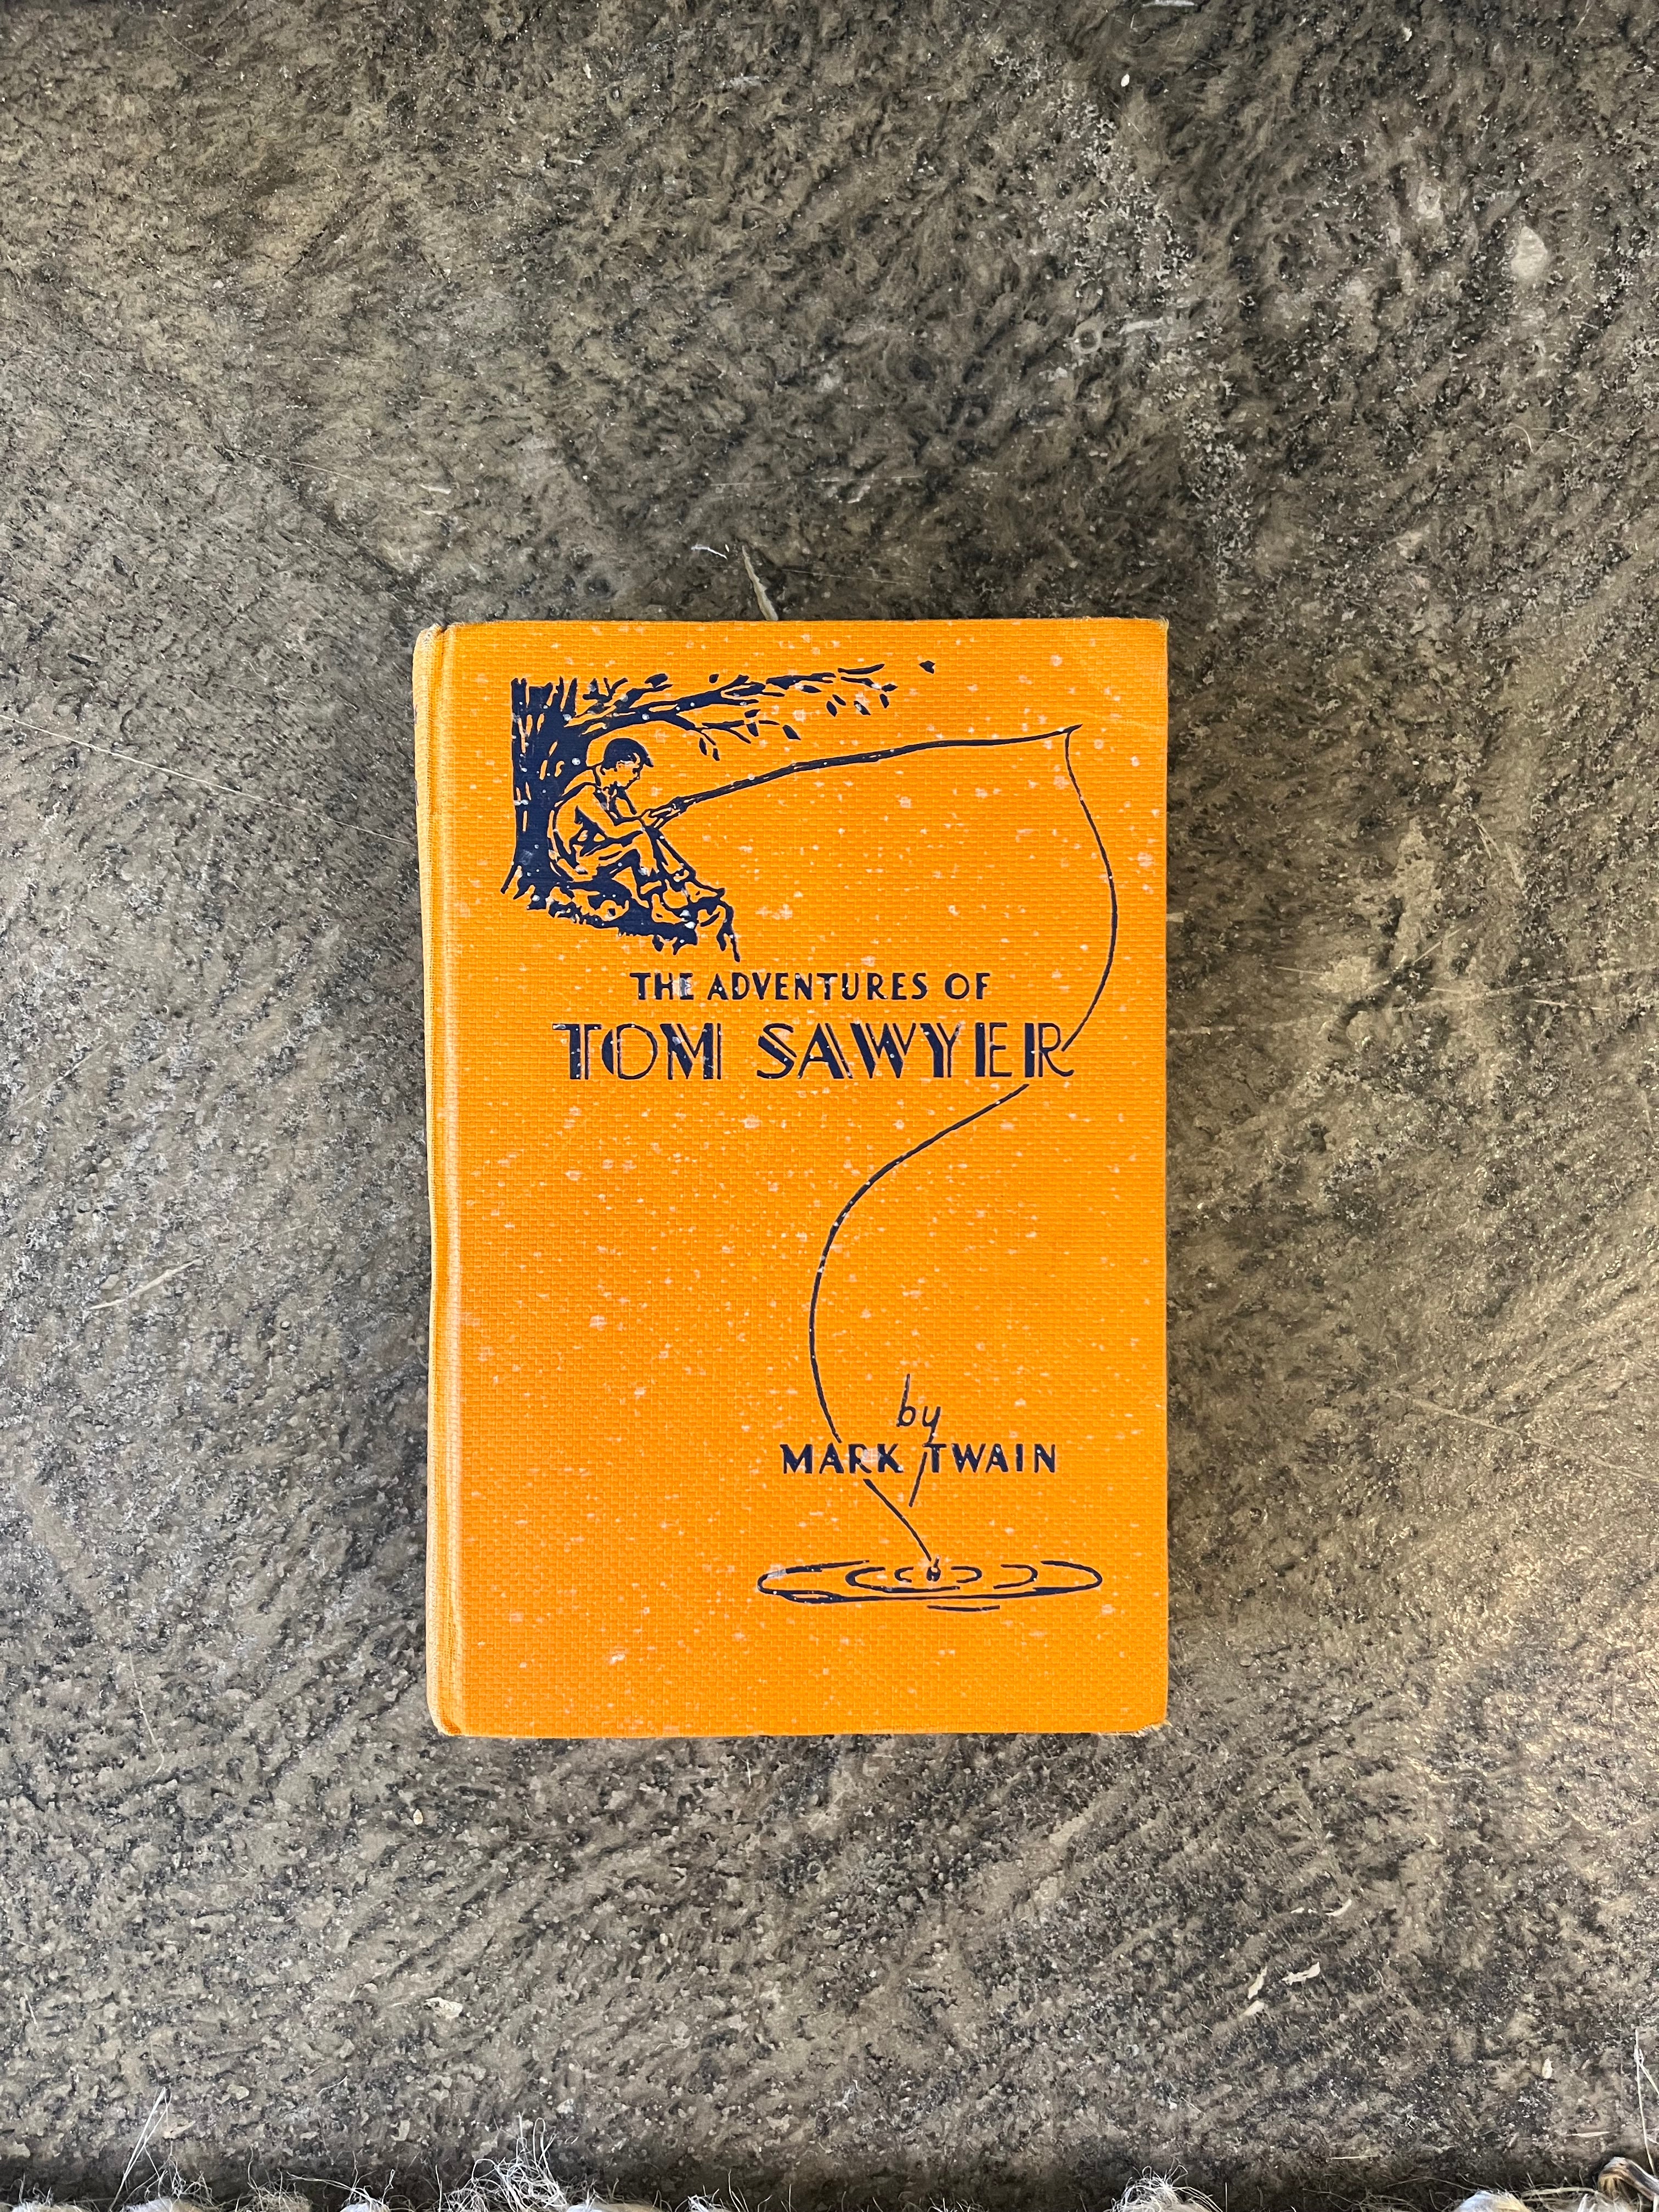 THE ADVENTURES OF
TOM SAWYER
by
MARK TWAIN